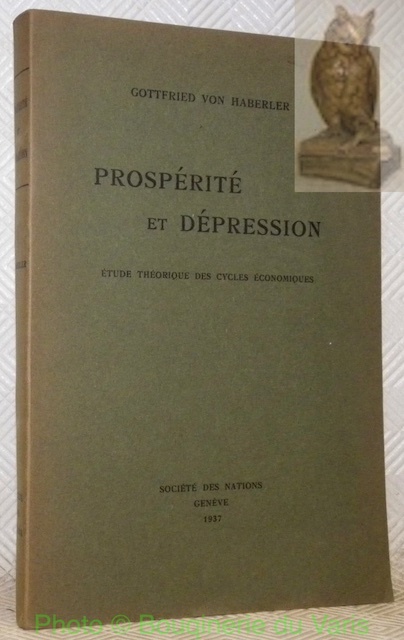 GOTTFRIED VON HABERLER
PROSPÉRITÉ
ET DÉPRESSION
ÉTUDE THÉORIQUE DES CYCLES ÉCONOMIQUES
SOCIÉTÉ DES NATIONS
GENÈVE
1937
Photo © Bouquinerie du Varis